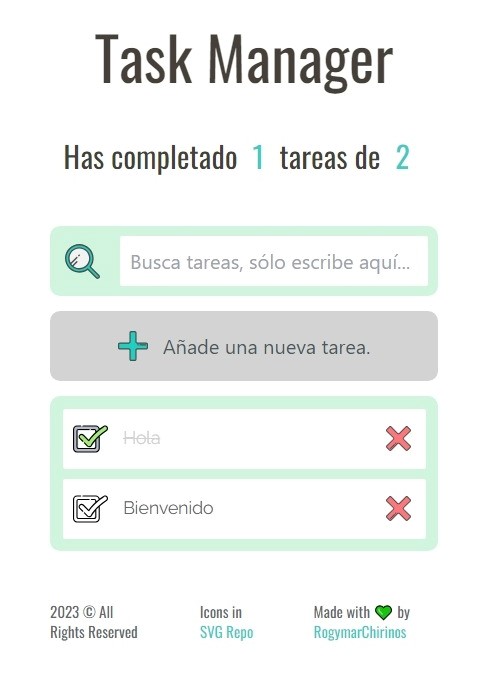 Task Manager
Has completado 1 tareas de 2
Busca tareas, sólo escribe aquí...
Añade una nueva tarea.
Hola
Bienvenido
2023 © All
Rights Reserved
Icons in
SVG Repo
Made with 💚 by
RogymarChirinos